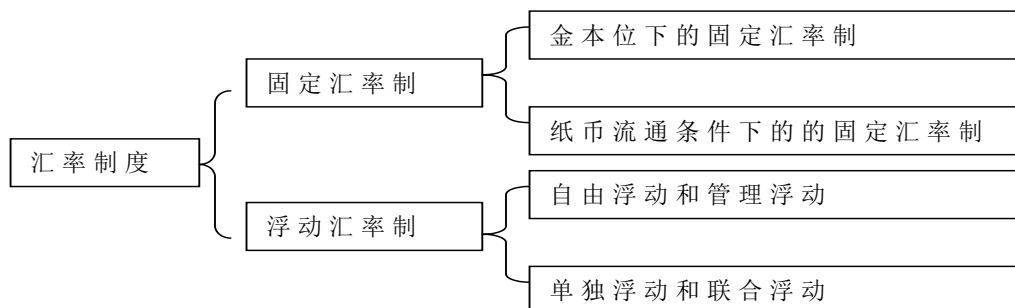 金本位下的固定汇率制
固定汇率制
纸币流通条件下的的固定汇率制
汇率制度
自由浮动和管理浮动
浮动汇率制
单独浮动和联合浮动